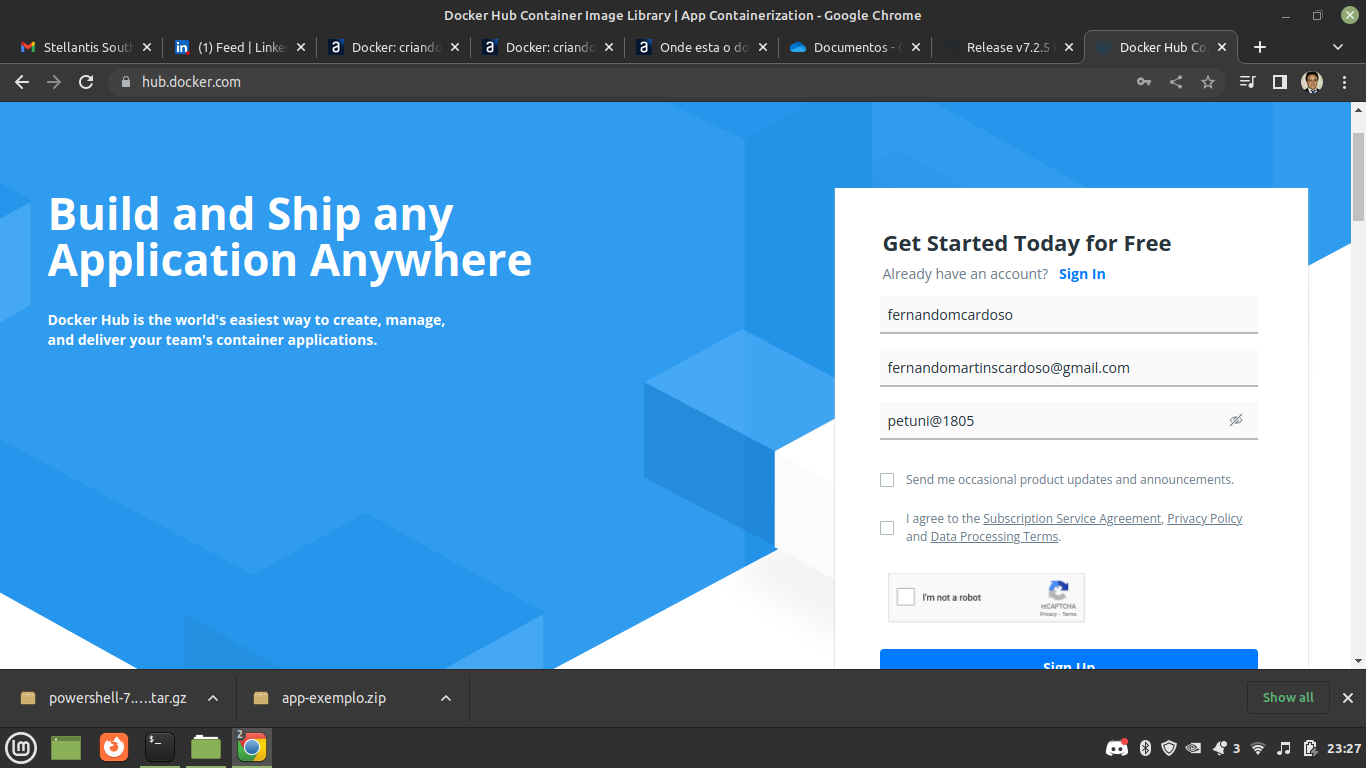 Docker Hub Container Image Library | App Containerization - Google Chrome
Stellantis Sout
(1) Feed | Linke
Docker: criando
Docker: criando
Onde esta o do
Documentos -
Release v7.2.5
Docker Hub Co
hub.docker.com
Build and Ship any
Application Anywhere
Docker Hub is the world's easiest way to create, manage,
and deliver your team's container applications.
Get Started Today for Free
Already have an account? Sign In
fernandomcardoso
fernandomartinscardoso@gmail.com
petuni@1805
Send me occasional product updates and announcements.
I agree to the Subscription Service Agreement, Privacy Policy
and Data Processing Terms.
I'm not a robot
reCAPTCHA
Privacy - Terms
Sign Up
powershell-7.....tar.gz
app-exemplo.zip
Show all
2
$_
3
23:27